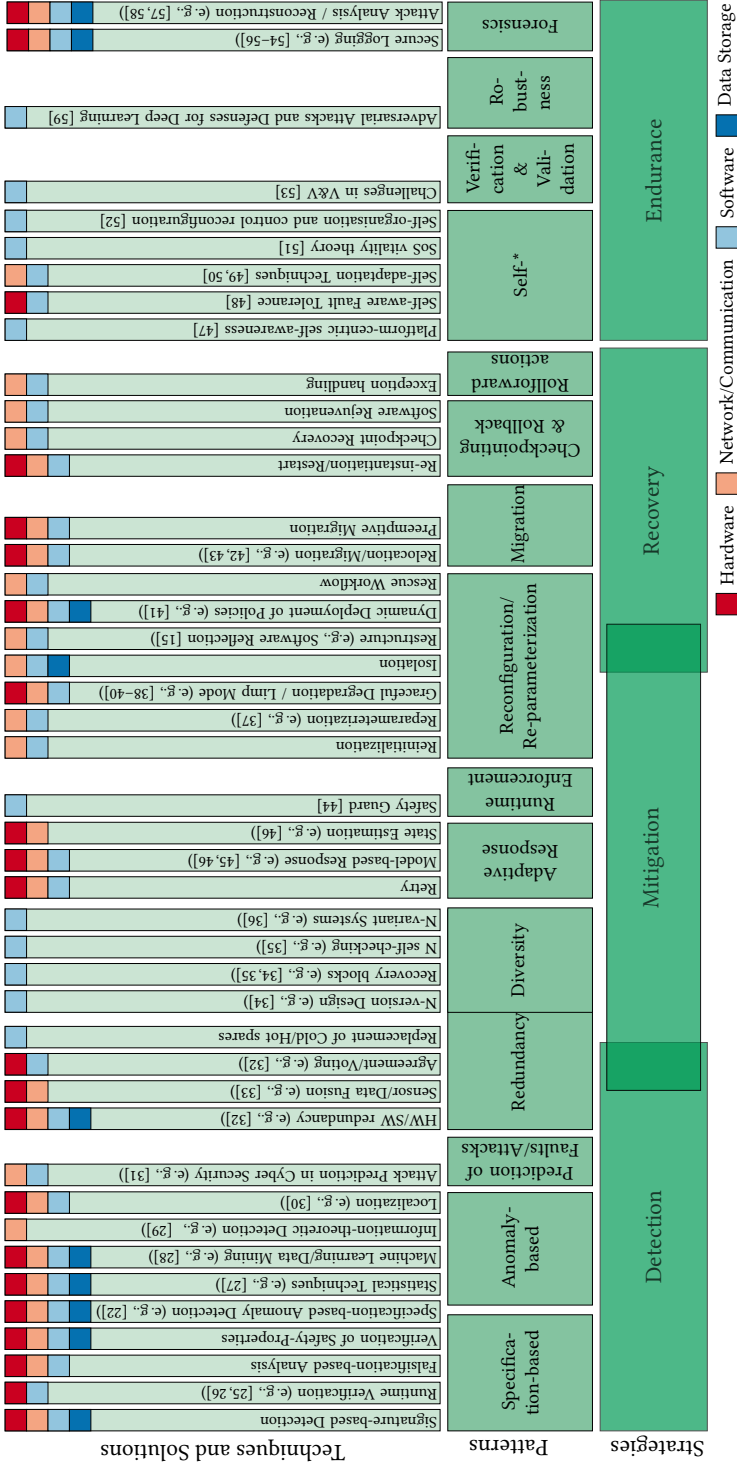 Techniques and Solutions
Signature based-Detection
Runtime Verification (e.g., [25,26])
Falsification-based Analysis
Verification of Safety-Properties
Specification-based Anomaly Detection (e.g., [22])
Statistical Techniques (e.g., [27])
Machine Learning/Data Mining (e.g., [28])
Information-theoretic Detection (e.g., [29])
Localization (e.g., [30])
Attack Prediction in Cyber Security (e.g., [31])
HW/SW redundancy (e.g., [32])
Sensor/Data Fusion (e.g., [33])
Agreement/Voting (e.g., [32])
Replacement of Cold/Hot spares
N-version Design (e.g., [34])
Recovery blocks (e.g., [34,35])
N self-checking (e.g., [35])
N-variant Systems (e.g., [36])
Retry
Model-based Response (e.g., [45,46])
State Estimation (e.g., [46])
Safety Guard [44]
Reinitialization
Reparameterization (e.g., [37])
Graceful Degradation / Limp Mode (e.g., [38–40])
Isolation
Restructure (e.g., Software Reflection [15])
Dynamic Deployment of Policies (e.g., [41])
Rescue Workflow
Relocation/Migration (e.g., [42,43])
Preemptive Migration
Re-instantiation/Restart
Checkpoint Recovery
Software Rejuvenation
Exception handling
Platform-centric self-awareness [47]
Self-aware Fault Tolerance [48]
Self-adaptation Techniques [49,50]
SoS vitality theory [51]
Self-organisation and control reconfiguration [52]
Challenges in V&V [53]
Adversarial Attacks and Defenses for Deep Learning [59]
Secure Logging (e.g., [54–56])
Attack Analysis / Reconstruction (e.g., [57,58])
Patterns
Specifica-
tion-based
Anomaly-
based
Prediction of
Faults/Attacks
Redundancy
Diversity
Adaptive
Response
Runtime
Enforcement
Reconfiguration/
Re-parameterization
Migration
Checkpointing
& Rollback
Rollforward
actions
Self-*
Verifi-
cation
&
Vali-
dation
Ro-
bust-
ness
Forensics
Strategies
Detection
Mitigation
Recovery
Endurance
Hardware
Network/Communication
Software
Data Storage